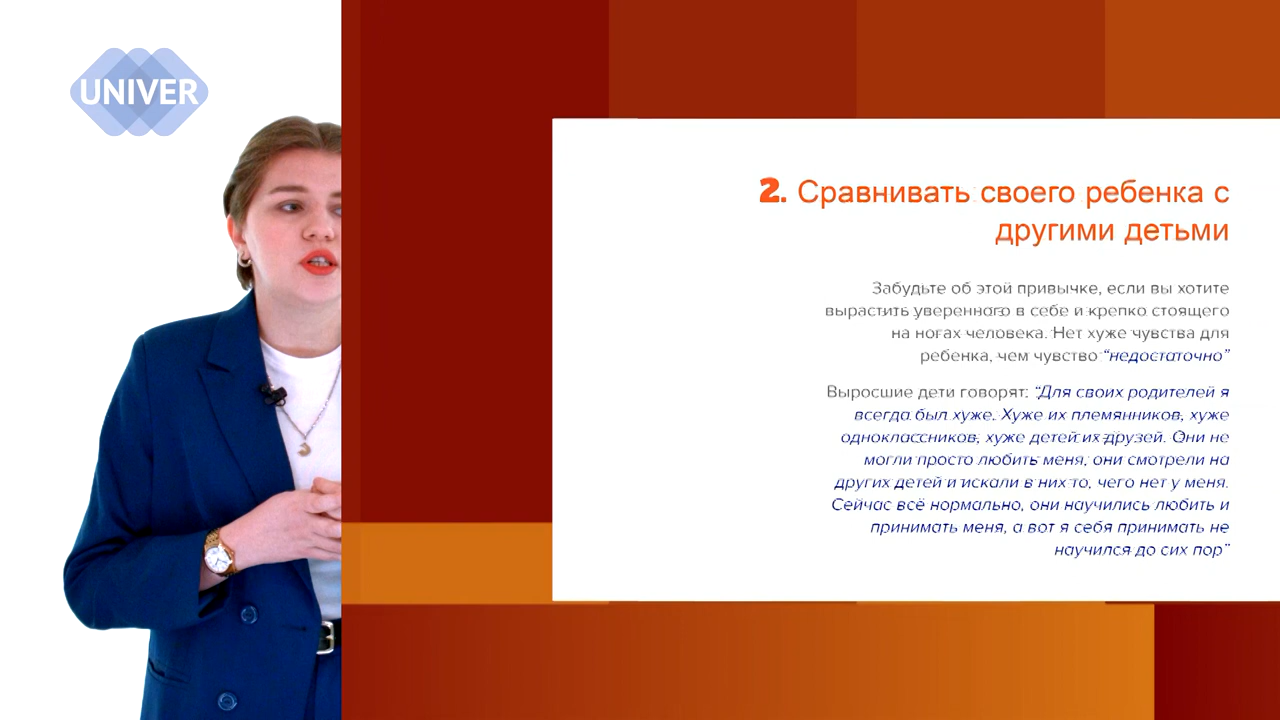 UNIVER
2. Сравнивать своего ребенка с
другими детьми
Забудьте об этой привычке, если вы хотите
вырастить уверенного в себе и крепко стоящего
на ногах человека. Нет хуже чувства для
ребенка, чем чувство “недостаточно”
Выросшие дети говорят: “Для своих родителей я
всегда был хуже. Хуже их племянников, хуже
одноклассников, хуже детей их друзей. Они не
могли просто любить меня, они смотрели на
других детей и искали в них то, чего нет у меня.
Сейчас всё нормально, они научились любить и
принимать меня, а вот я себя принимать не
научился до сих пор”